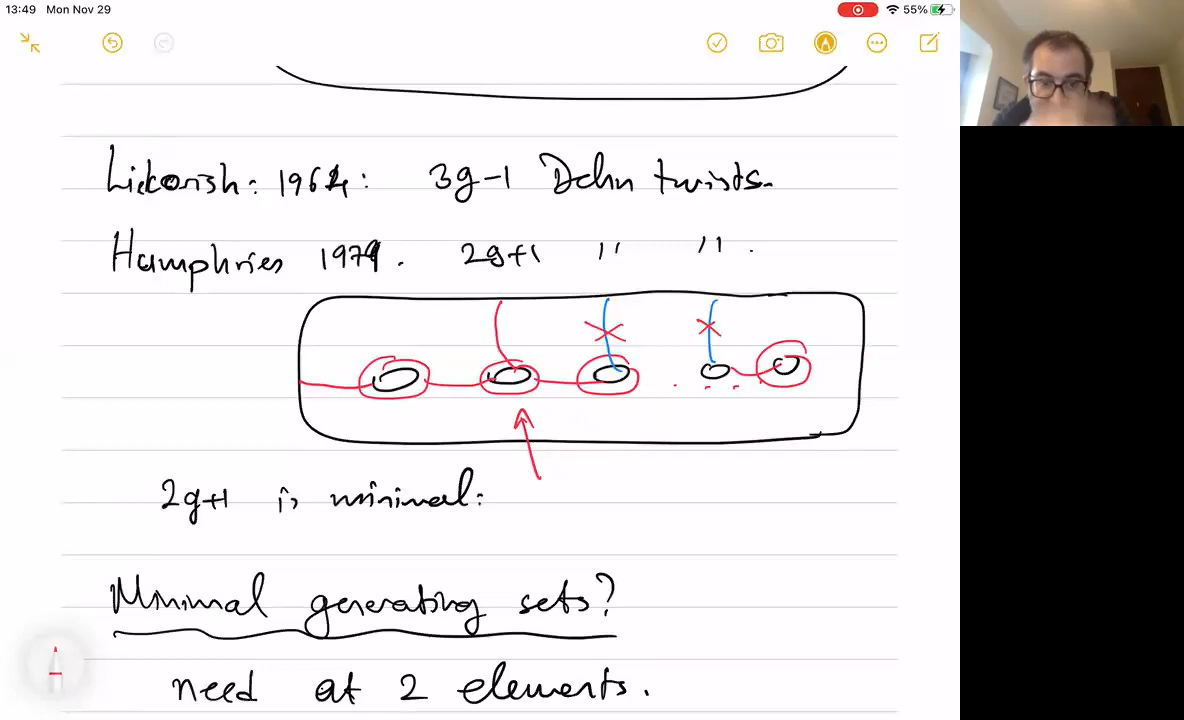 13:49 Mon Nov 29
55%
Lickorish: 1964: 3g-1 Dehn twists.
Humphries 1979. 2g+1 " " .
2g+1 is minimal:
Minimal generating sets?
need at 2 elements.